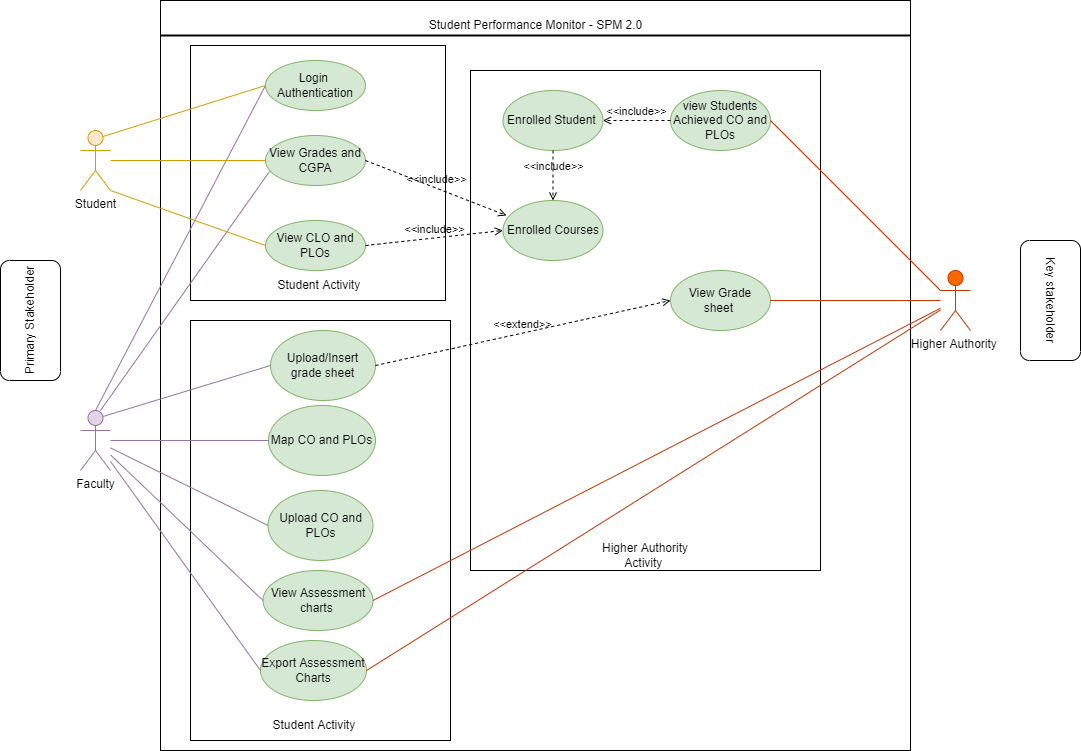 Student Performance Monitor - SPM 2.0
Login
Authentication
View Grades and
CGPA
View CLO and
PLOs
Student Activity
Student
Primary Stakeholder
Faculty
Upload/Insert
grade sheet
Map CO and PLOs
Upload CO and
PLOs
View Assessment
charts
Export Assessment
Charts
Student Activity
<<include>>
<<include>>
<<extend>>
Enrolled Student
<<include>>
view Students
Achieved CO and
PLOs
<<include>>
Enrolled Courses
View Grade
sheet
Higher Authority
Activity
Higher Authority
Key stakeholder